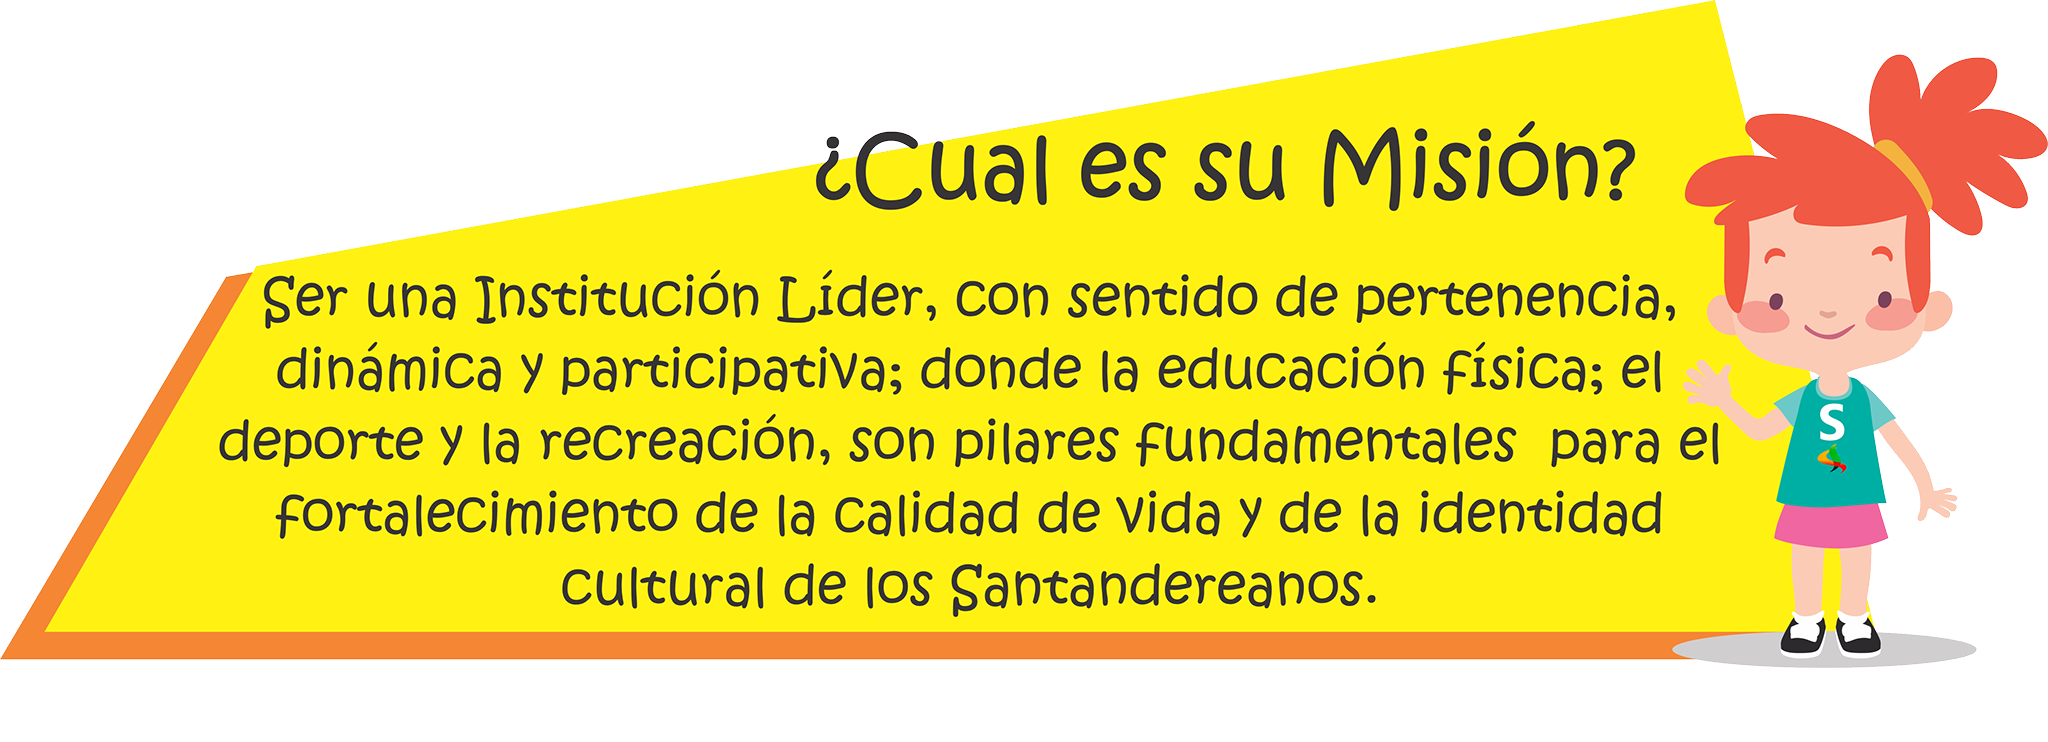 ¿Cual es su Misión?
Ser una Institución Líder, con sentido de pertenencia,
dinámica y participativa; donde la educación física; el
deporte y la recreación, son pilares fundamentales para el
fortalecimiento de la calidad de vida y de la identidad
cultural de los Santandereanos.
S